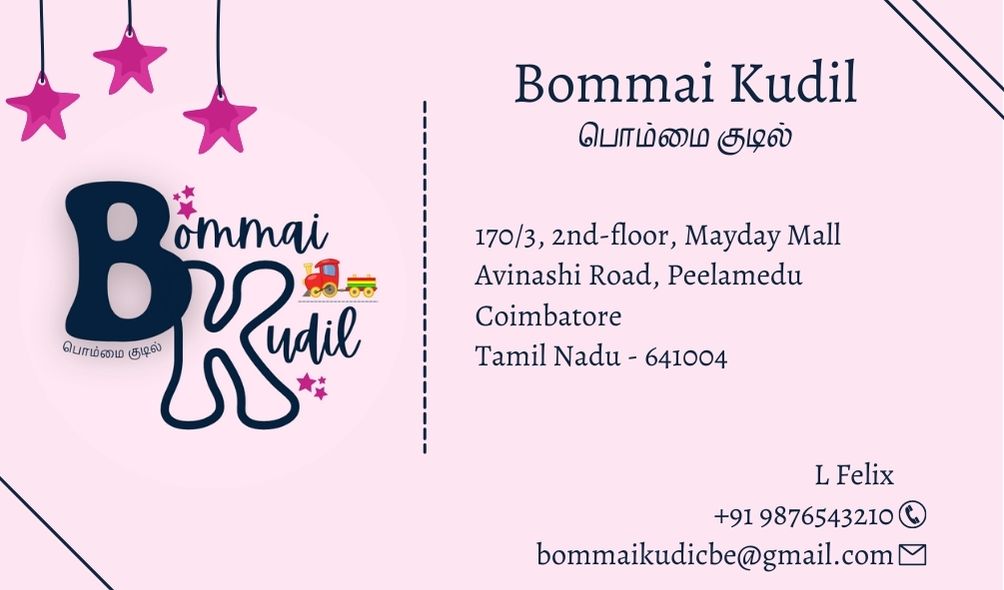 Bommai
Kudil
பொம்மை குடில்
Bommai Kudil
பொம்மை குடில்
170/3, 2nd-floor, Mayday Mall
Avinashi Road, Peelamedu
Coimbatore
Tamil Nadu - 641004
L Felix
+91 9876543210
bommaikudicbe@gmail.com